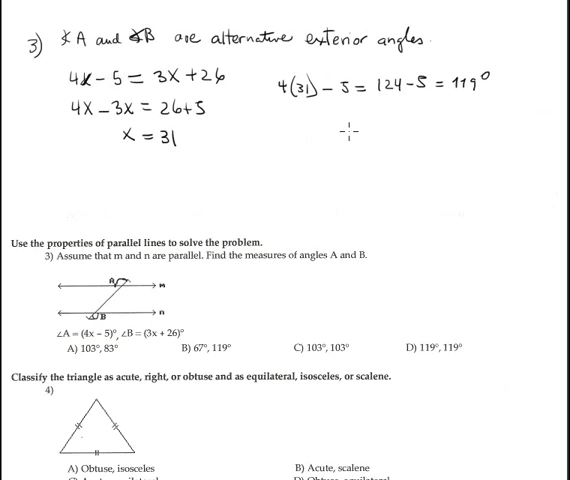 3) ∡A and ∡B are alternative exterior angles.
4x - 5 = 3x + 26
4(31) - 5 = 124 - 5 = 119°
4x - 3x = 26 + 5
x = 31
Use the properties of parallel lines to solve the problem.
3) Assume that m and n are parallel. Find the measures of angles A and B.
A
m
n
B
∠A = (4x – 5)°, ∠B = (3x + 26)°
A) 103°, 83° B) 67°, 119° C) 103°, 103° D) 119°, 119°
Classify the triangle as acute, right, or obtuse and as equilateral, isosceles, or scalene.
4)
A) Obtuse, isosceles B) Acute, scalene